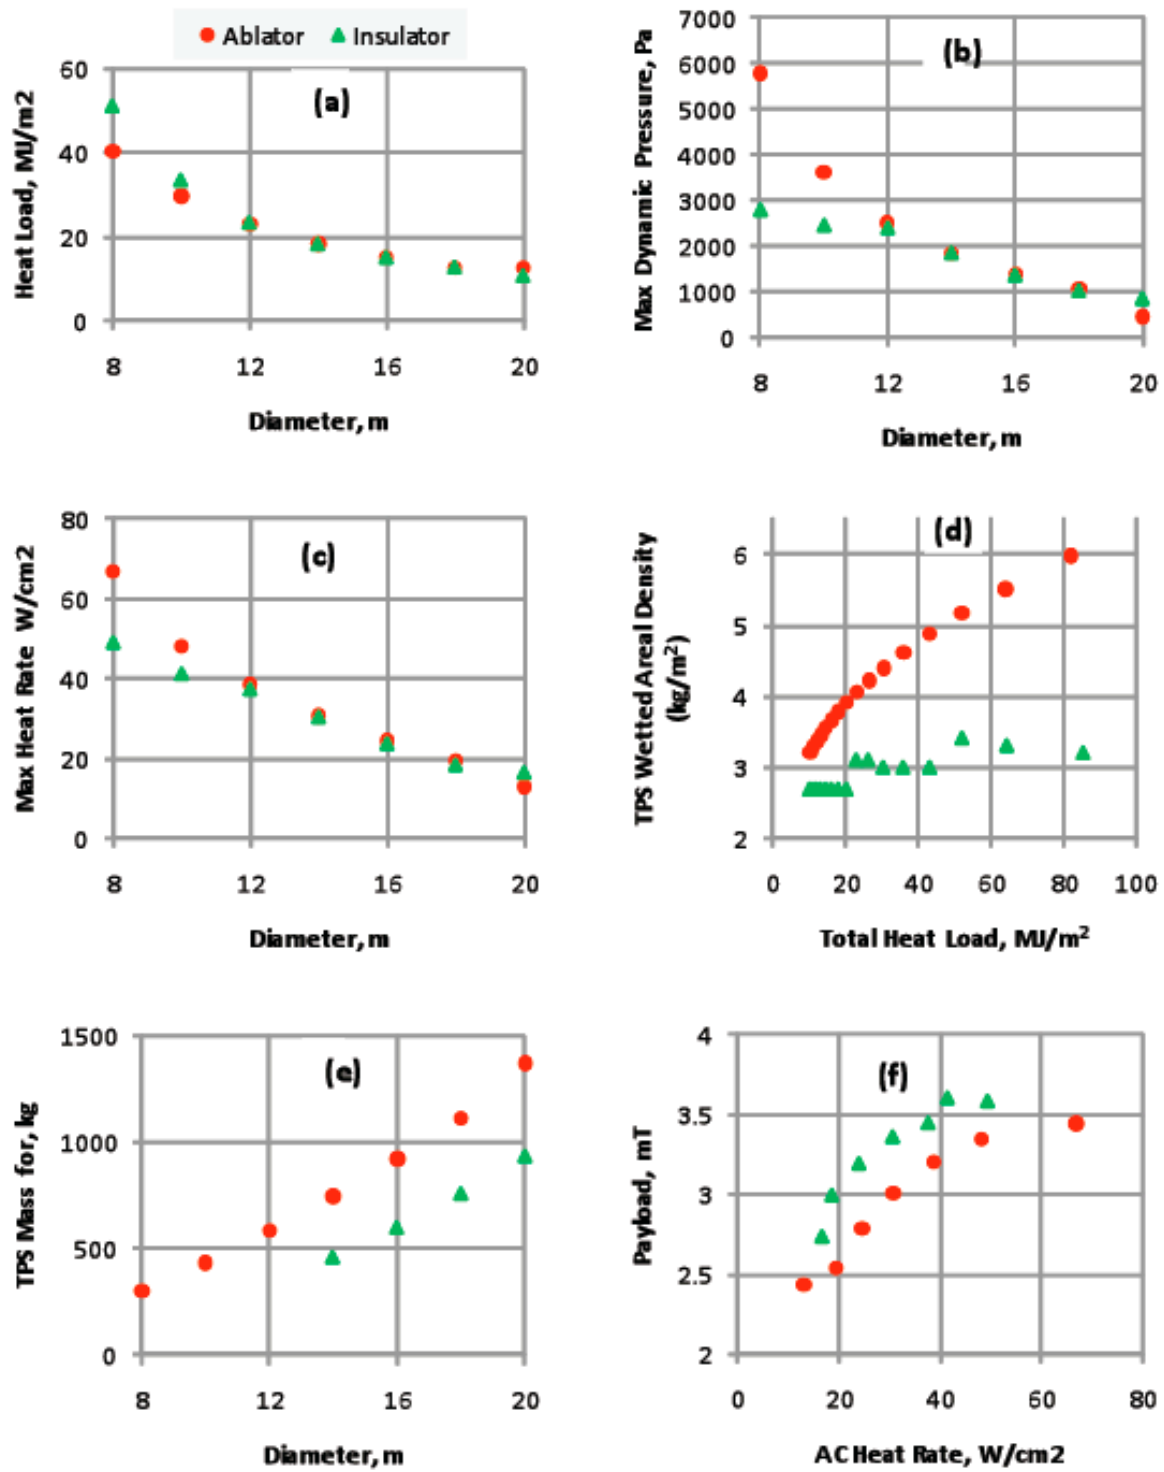 Ablator Insulator
(a)
Heat Load, MJ/m2
60
40
20
0
8 12 16 20
Diameter, m
(b)
Max Dynamic Pressure, Pa
7000
6000
5000
4000
3000
2000
1000
0
8 12 16 20
Diameter, m
(c)
Max Heat Rate W/cm2
80
60
40
20
0
8 12 16 20
Diameter, m
(d)
TPS Wetted Areal Density
(kg/m²)
6
5
4
3
2
0 20 40 60 80 100
Total Heat Load, MJ/m²
(e)
TPS Mass for, kg
1500
1000
500
0
8 12 16 20
Diameter, m
(f)
Payload, mT
4
3.5
3
2.5
2
0 20 40 60 80
AC Heat Rate, W/cm2